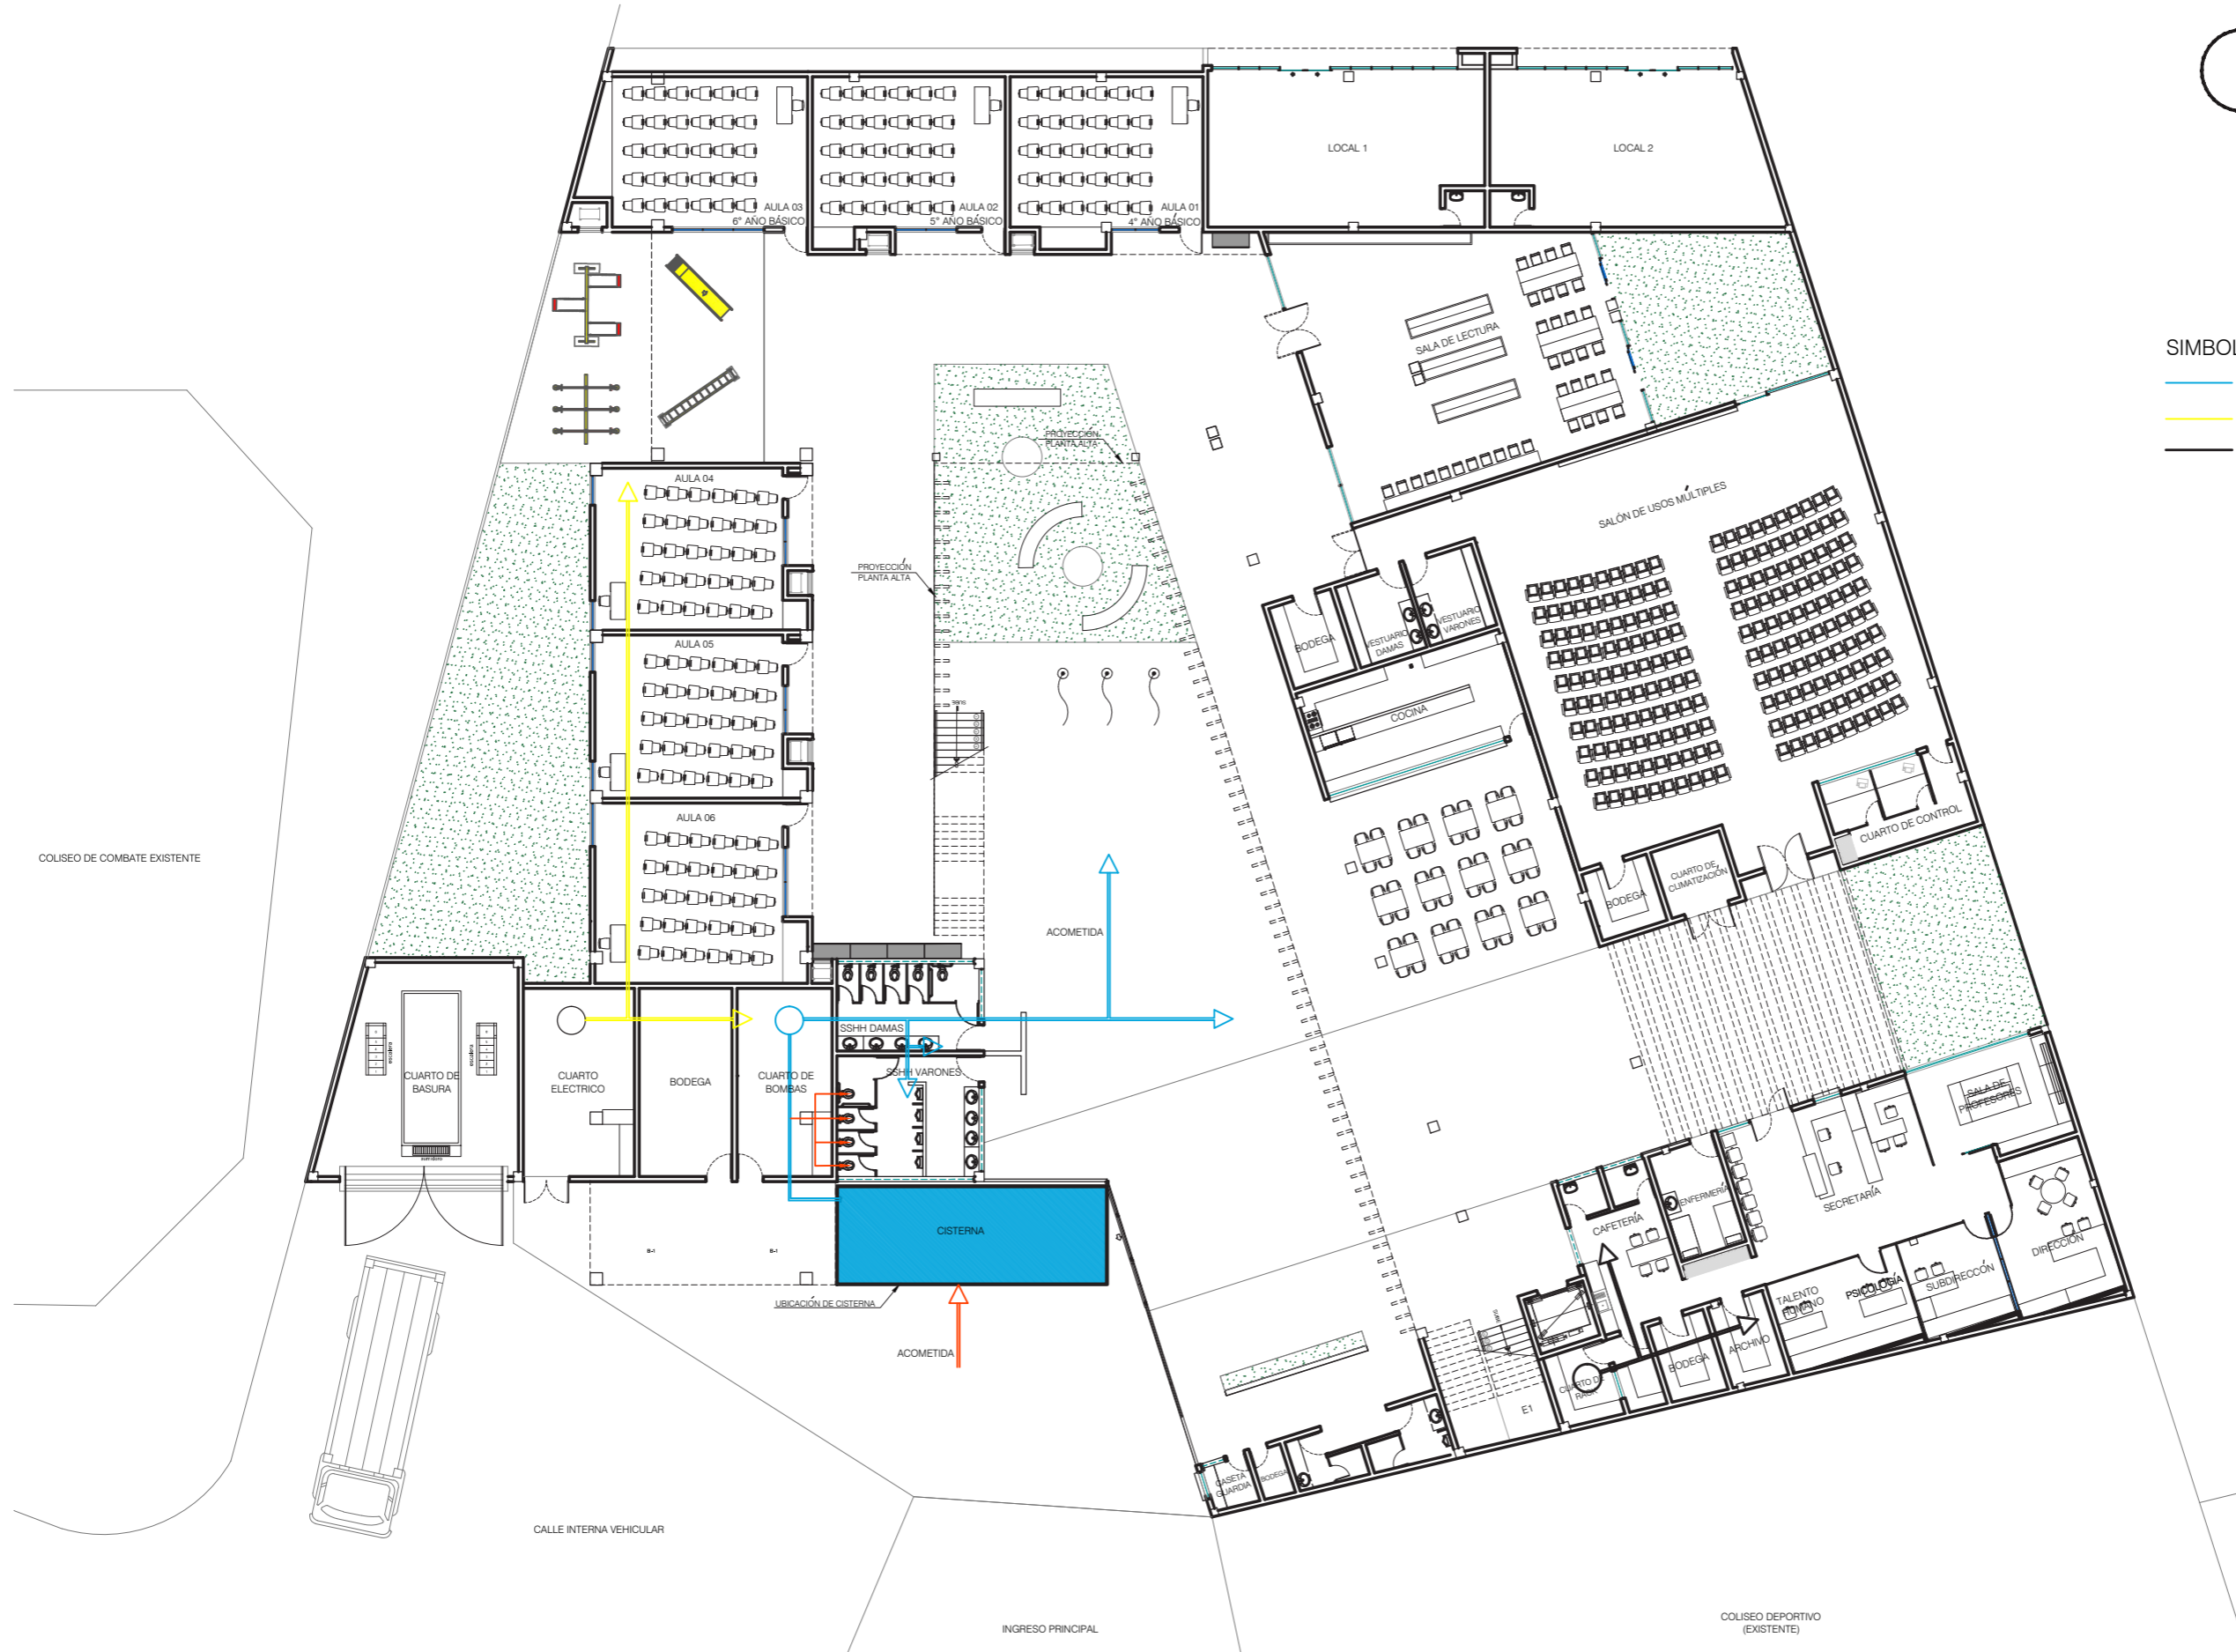 LOCAL 1
LOCAL 2
AULA 03
6° AÑO BÁSICO
AULA 02
5° AÑO BÁSICO
AULA 01
4° AÑO BÁSICO
SALA DE LECTURA
SIMBOL
PROYECCIÓN
PLANTA ALTA
AULA 04
SALÓN DE USOS MÚLTIPLES
PROYECCIÓN
PLANTA ALTA
BODEGA
VESTUARIO
DAMAS
VESTUARIO
VARONES
AULA 05
COCINA
SUBE
AULA 06
COLISEO DE COMBATE EXISTENTE
CUARTO DE CONTROL
CUARTO DE
CLIMATIZACIÓN
BODEGA
ACOMETIDA
SSHH DAMAS
SSHH VARONES
CUARTO DE
BASURA
CUARTO
ELECTRICO
BODEGA
CUARTO DE
BOMBAS
SALA DE
PROFESORES
ENFERMERÍA
SECRETARÍA
CAFETERÍA
CISTERNA
DIRECCIÓN
SUBDIRECCÓN
PSICOLOGÍA
TALENTO
HUMANO
UBICACIÓN DE CISTERNA
ACOMETIDA
ARCHIVO
BODEGA
CUARTO DE
RACK
E1
CASETA
GUARDIA
BODEGA
CALLE INTERNA VEHICULAR
INGRESO PRINCIPAL
COLISEO DEPORTIVO
(EXISTENTE)